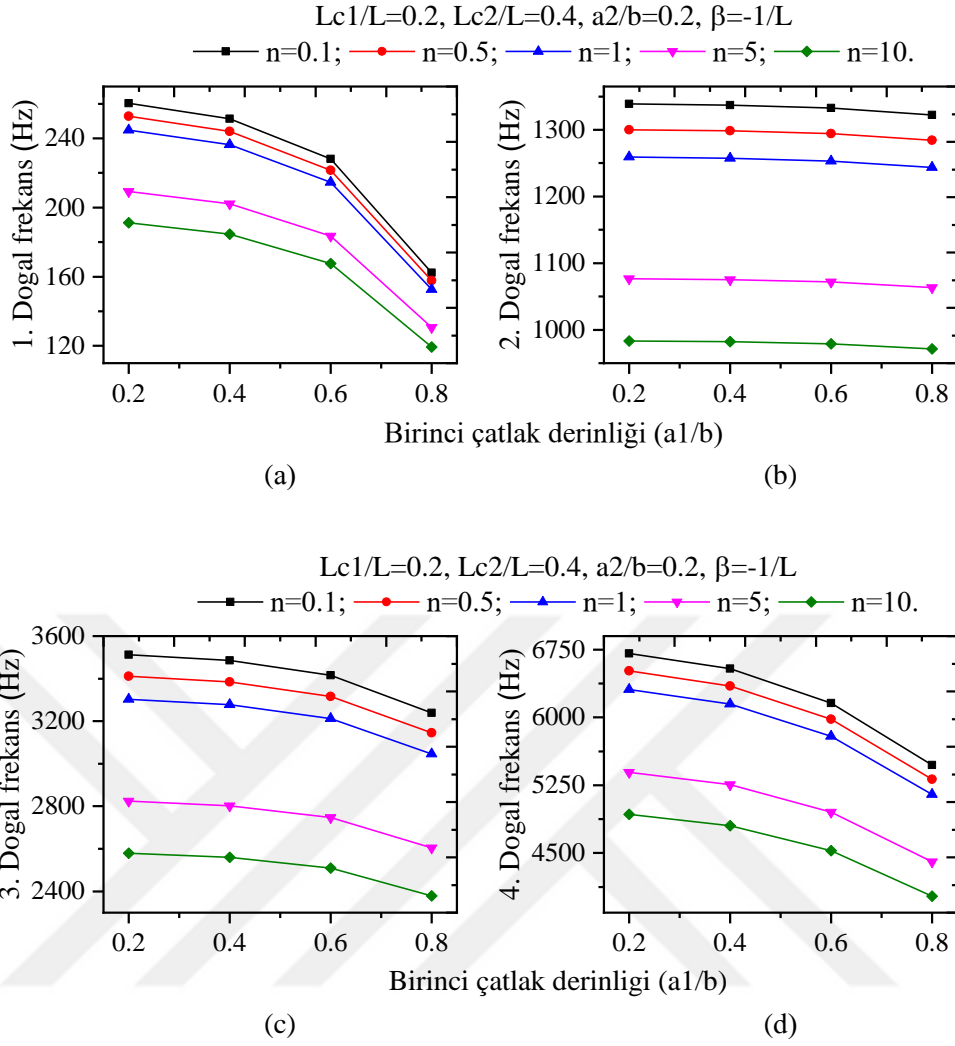 Lc1/L=0.2, Lc2/L=0.4, a2/b=0.2, β=-1/L
n=0.1; n=0.5; n=1; n=5; n=10.
1. Dogal frekans (Hz)
240
200
160
120
0.2 0.4 0.6 0.8
2. Dogal frekans (Hz)
1300
1200
1100
1000
0.2 0.4 0.6 0.8
Birinci çatlak derinliği (a1/b)
(a) (b)
Lc1/L=0.2, Lc2/L=0.4, a2/b=0.2, β=-1/L
n=0.1; n=0.5; n=1; n=5; n=10.
3. Dogal frekans (Hz)
3600
3200
2800
2400
0.2 0.4 0.6 0.8
4. Dogal frekans (Hz)
6750
6000
5250
4500
0.2 0.4 0.6 0.8
Birinci çatlak derinligi (a1/b)
(c) (d)